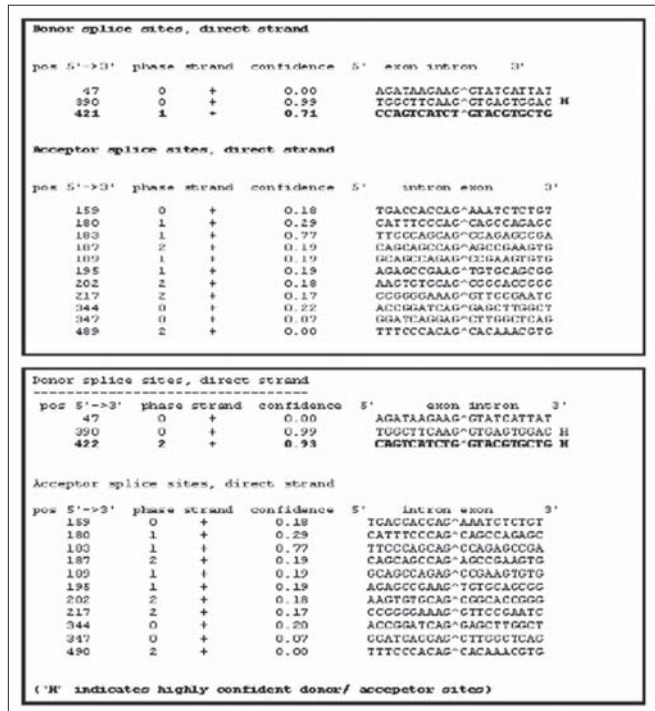 Donor splice sites, direct strand
pos 5'->3' phase strand confidence 5' exon intron 3'
47 0 + 0.00 AGATAAGAAG^GTATCATTAT
390 0 + 0.99 TGGCTTCAAG^GTGAGTGGAC H
421 1 + 0.71 CCAGTCATCT^GTACGTGCTG
Acceptor splice sites, direct strand
pos 5'->3' phase strand confidence 5' intron exon 3'
159 0 + 0.18 TGACCACCAG^AAATCTCTGT
180 1 + 0.29 CATTTCCCAG^CAGCCAGAGC
183 1 + 0.77 TTCCCAGCAG^CCAGAGCCGA
187 2 + 0.19 CAGCAGCCAG^AGCCGAAGTG
189 1 + 0.19 GCAGCCAGAG^CCGAAGTGTG
195 1 + 0.19 AGAGCCGAAG^TGTGCAGCGG
202 2 + 0.18 AAGTGTGCAG^CGGCACCGGG
217 2 + 0.17 CCGGGGAAAG^GTTCCGAATC
344 0 + 0.22 ACCGGATCAG^GAGCTTGGCT
347 0 + 0.07 GGATCAGGAG^CTTGGCTCAG
489 2 + 0.00 TTTCCCACAG^CACAAACGTG
Donor splice sites, direct strand
---------------------------------
pos 5'->3' phase strand confidence 5' exon intron 3'
47 0 + 0.00 AGATAAGAAG^GTATCATTAT
390 0 + 0.99 TGGCTTCAAG^GTGAGTGGAC H
422 2 + 0.93 CAGTCATCTG^GTACGTGCTG H
Acceptor splice sites, direct strand
pos 5'->3' phase strand confidence 5' intron exon 3'
159 0 + 0.18 TGACCACCAG^AAATCTCTGT
180 1 + 0.29 CATTTCCCAG^CAGCCAGAGC
183 1 + 0.77 TTCCCAGCAG^CCAGAGCCGA
187 2 + 0.19 CAGCAGCCAG^AGCCGAAGTG
189 1 + 0.19 GCAGCCAGAG^CCGAAGTGTG
195 1 + 0.19 AGAGCCGAAG^TGTGCAGCGG
202 2 + 0.18 AAGTGTGCAG^CGGCACCGGG
217 2 + 0.17 CCGGGGAAAG^GTTCCGAATC
344 0 + 0.20 ACCGGATCAG^GAGCTTGGCT
347 0 + 0.07 GGATCAGGAG^CTTGGCTCAG
490 2 + 0.00 TTTCCCACAG^CACAAACGTG
('H' indicates highly confident donor/ accepetor sites)